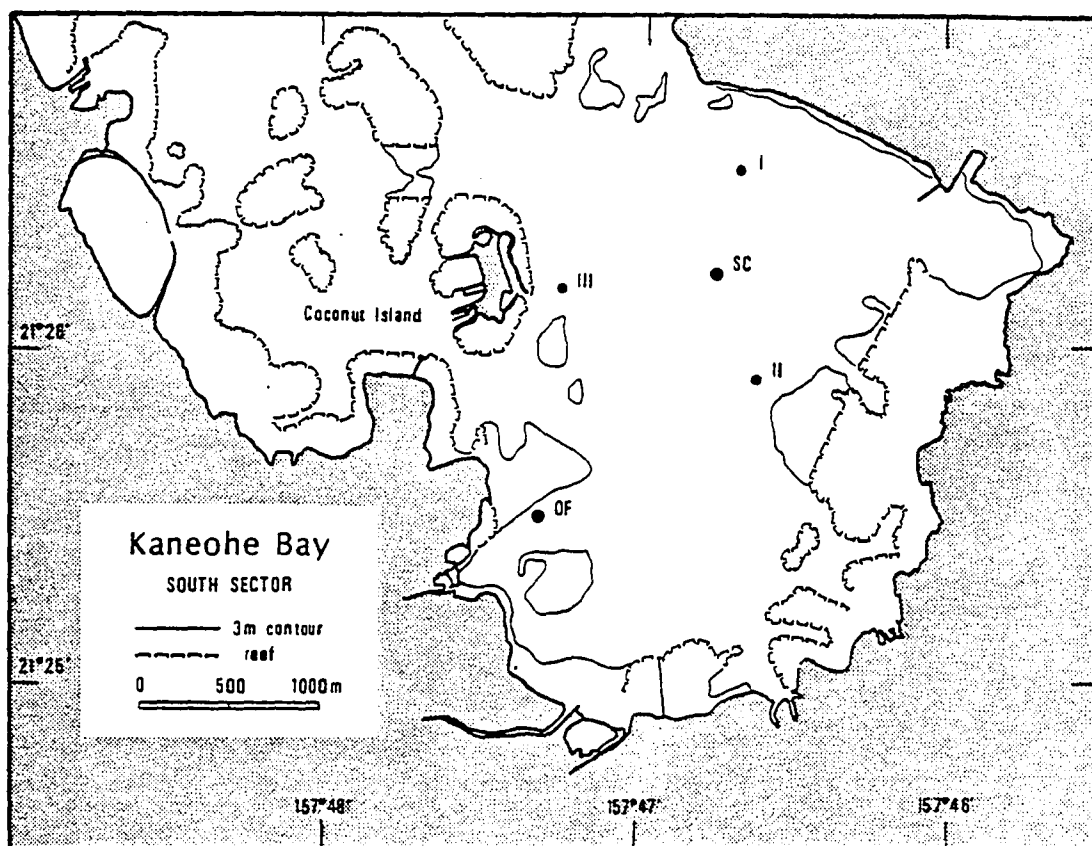 I
SC
III
Coconut Island
21°26'
II
OF
Kaneohe Bay
SOUTH SECTOR
3m contour
reef
21°25'
0 500 1000m
157°48' 157°47' 157°46'